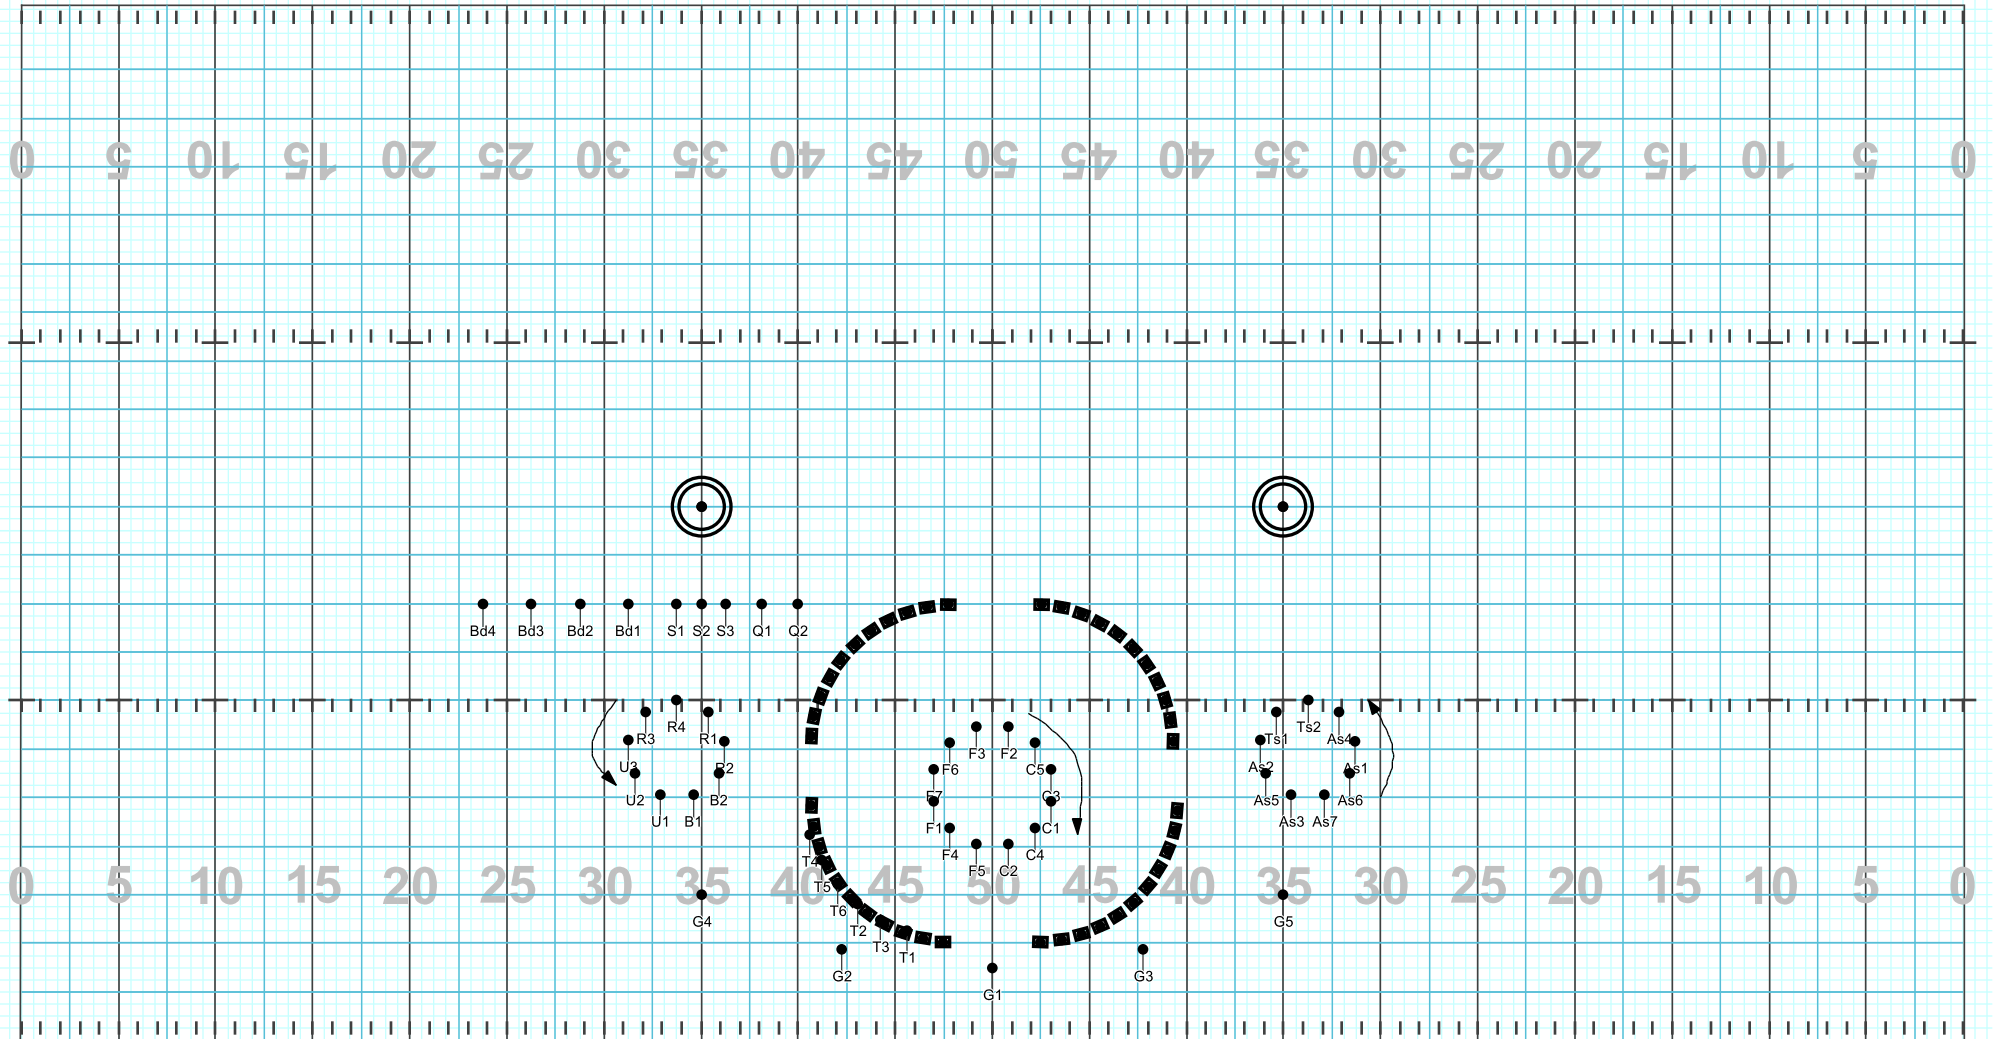 0 5 10 15 20 25 30 35 40 45 50 45 40 35 30 25 20 15 10 5 0
Bd4 Bd3 Bd2 Bd1 S1 S2 S3 Q1 Q2
R4 Ts2
R3 R1 Ts1 As4
F3 F2
U3 R2 F6 C5 As2 As1
F7 C3
U2 B2 As5 As6
U1 B1 F1 C1 As3 As7
T4 F4 C4
F5 C2
0 5 10 15 20 25 30 35 40 45 50 45 40 35 30 25 20 15 10 5 0
T5
T6
G4 G5
T2
T3
T1
G2 G3
G1